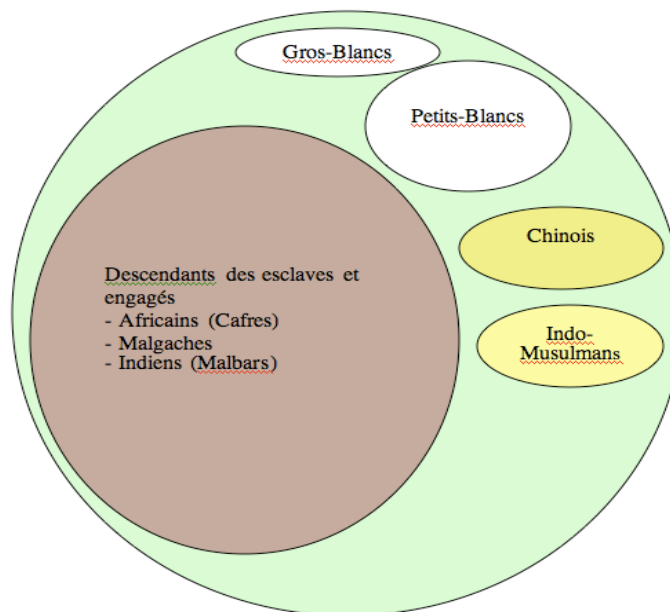 Gros-Blancs
Petits-Blancs
Chinois
Indo-
Musulmans
Descendants des esclaves et
engagés
- Africains (Cafres)
- Malgaches
- Indiens (Malbars)